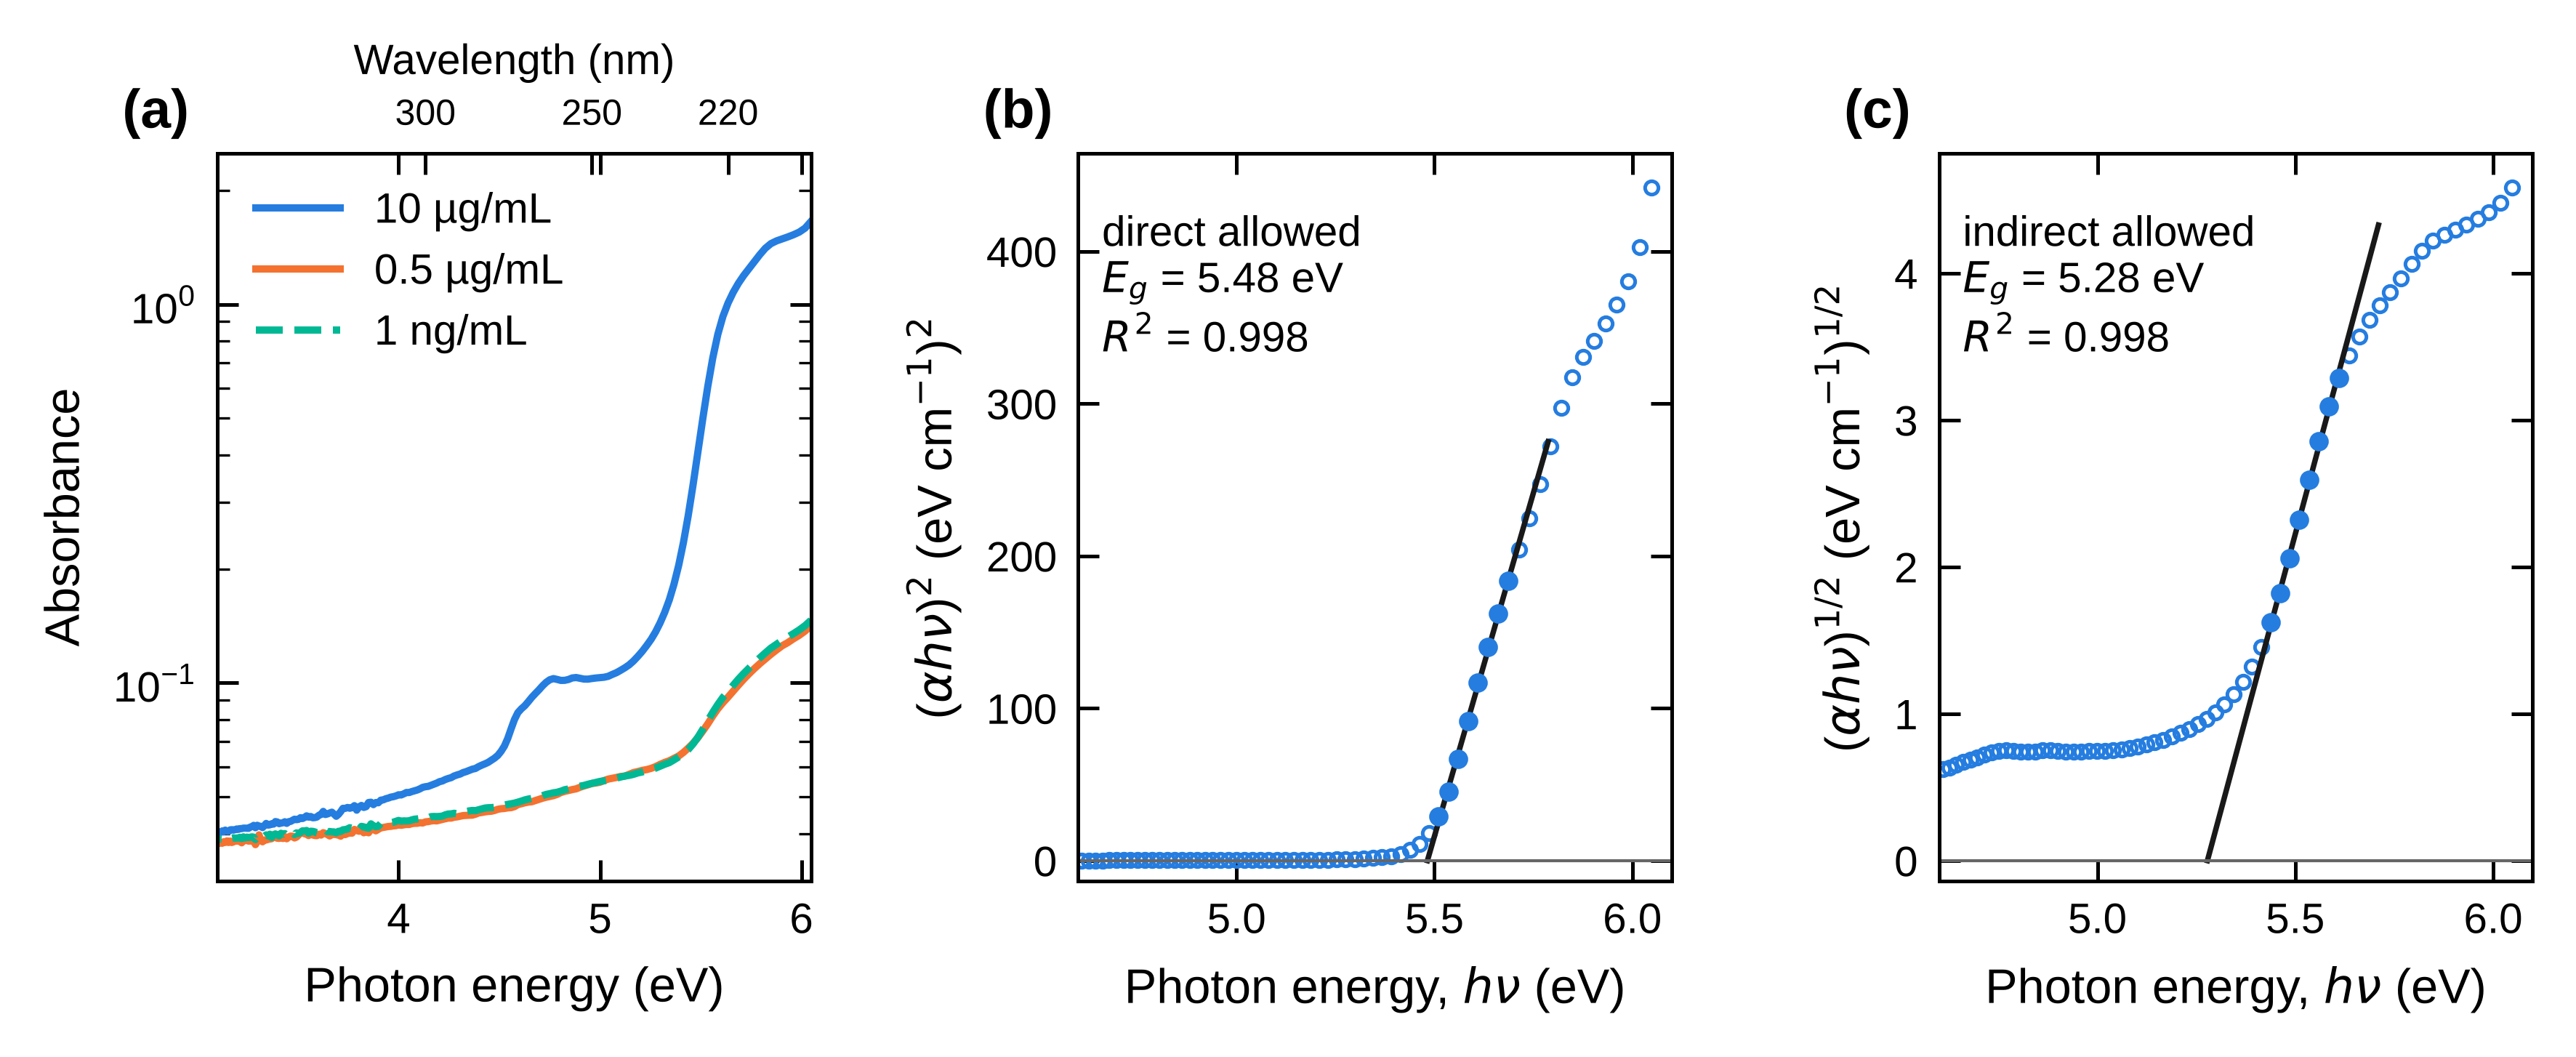 (a)
Wavelength (nm)
300 250 220
10 µg/mL
0.5 µg/mL
1 ng/mL
Absorbance
10⁰
10⁻¹
4 5 6
Photon energy (eV)
(b)
direct allowed
E_g = 5.48 eV
R² = 0.998
(αhν)² (eV cm⁻¹)²
400
300
200
100
0
5.0 5.5 6.0
Photon energy, hν (eV)
(c)
indirect allowed
E_g = 5.28 eV
R² = 0.998
(αhν)^1/2 (eV cm⁻¹)^1/2
4
3
2
1
0
5.0 5.5 6.0
Photon energy, hν (eV)